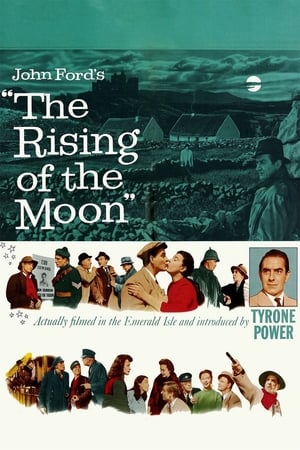 John Ford's
"The
Rising
of the
Moon"
Actually filmed in the Emerald Isle and introduced by TYRONE
POWER